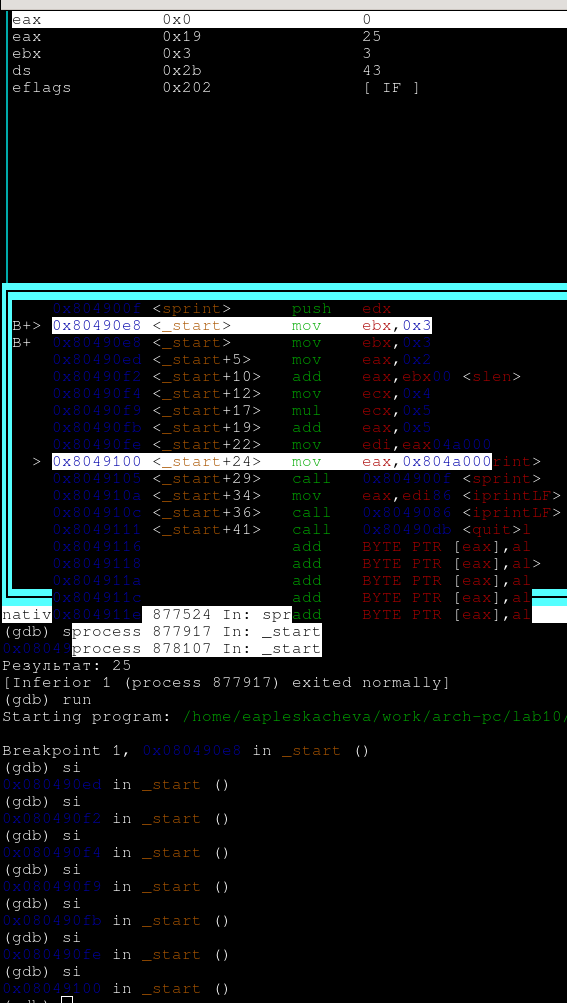 eax 0x0 0
eax 0x19 25
ebx 0x3 3
ds 0x2b 43
eflags 0x202 [ IF ]
0x804900f <sprint> push edx
B+> 0x80490e8 <_start> mov ebx,0x3
B+ 0x80490e8 <_start> mov ebx,0x3
0x80490ed <_start+5> mov eax,0x2
0x80490f2 <_start+10> add eax,ebx00 <slen>
0x80490f4 <_start+12> mov ecx,0x4
0x80490f9 <_start+17> mul ecx,0x5
0x80490fb <_start+19> add eax,0x5
0x80490fe <_start+22> mov edi,eax04a000
> 0x8049100 <_start+24> mov eax,0x804a000rint>
0x8049105 <_start+29> call 0x804900f <sprint>
0x804910a <_start+34> mov eax,edi86 <iprintLF>
0x804910c <_start+36> call 0x8049086 <iprintLF>
0x8049111 <_start+41> call 0x80490db <quit>l
0x8049116 add BYTE PTR [eax],al
0x8049118 add BYTE PTR [eax],al>
0x804911a add BYTE PTR [eax],al
0x804911c add BYTE PTR [eax],al
nativ0x804911e 877524 In: spradd BYTE PTR [eax],al
(gdb) sprocess 877917 In: _start
0x08049process 878107 In: _start
Результат: 25
[Inferior 1 (process 877917) exited normally]
(gdb) run
Starting program: /home/eapleskacheva/work/arch-pc/lab10/
Breakpoint 1, 0x080490e8 in _start ()
(gdb) si
0x080490ed in _start ()
(gdb) si
0x080490f2 in _start ()
(gdb) si
0x080490f4 in _start ()
(gdb) si
0x080490f9 in _start ()
(gdb) si
0x080490fb in _start ()
(gdb) si
0x080490fe in _start ()
(gdb) si
0x08049100 in _start ()
(gdb)